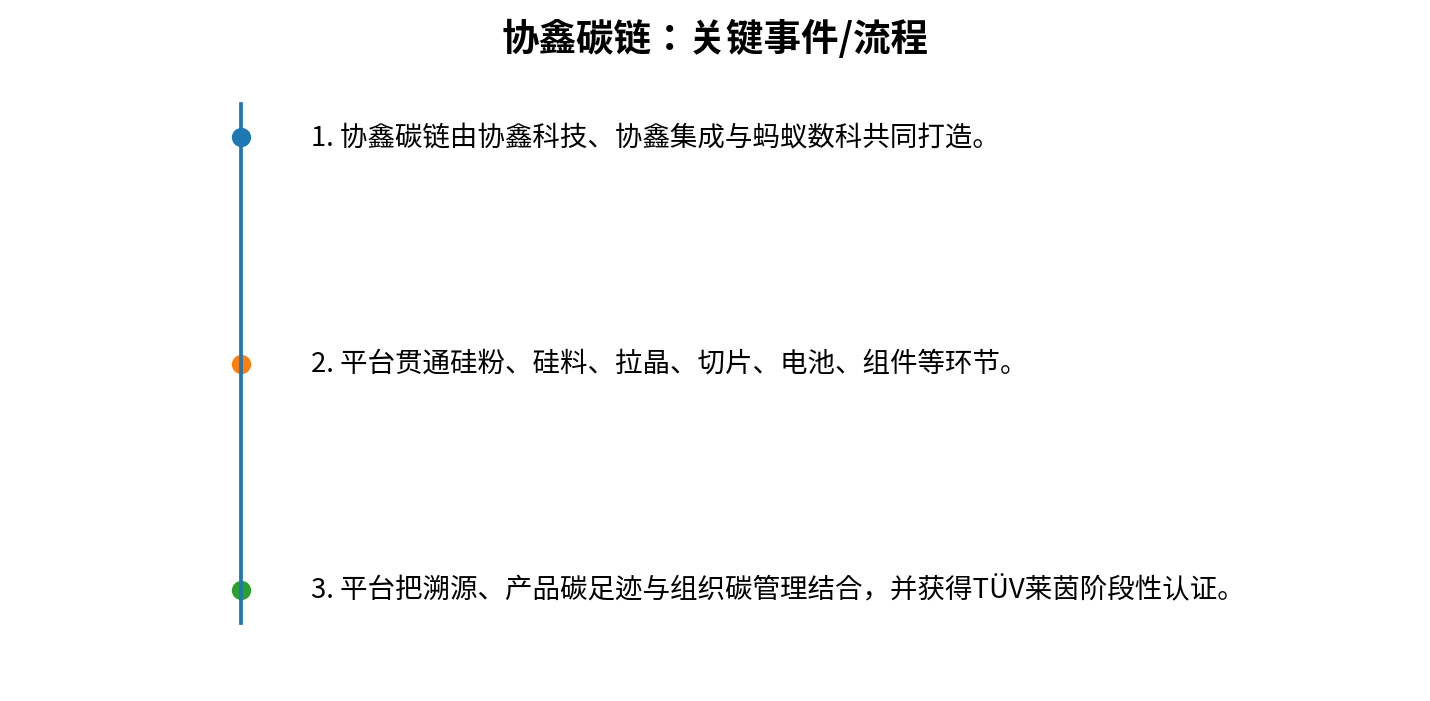 协鑫碳链：关键事件/流程
1. 协鑫碳链由协鑫科技、协鑫集成与蚂蚁数科共同打造。
2. 平台贯通硅粉、硅料、拉晶、切片、电池、组件等环节。
3. 平台把溯源、产品碳足迹与组织碳管理结合，并获得TÜV莱茵阶段性认证。